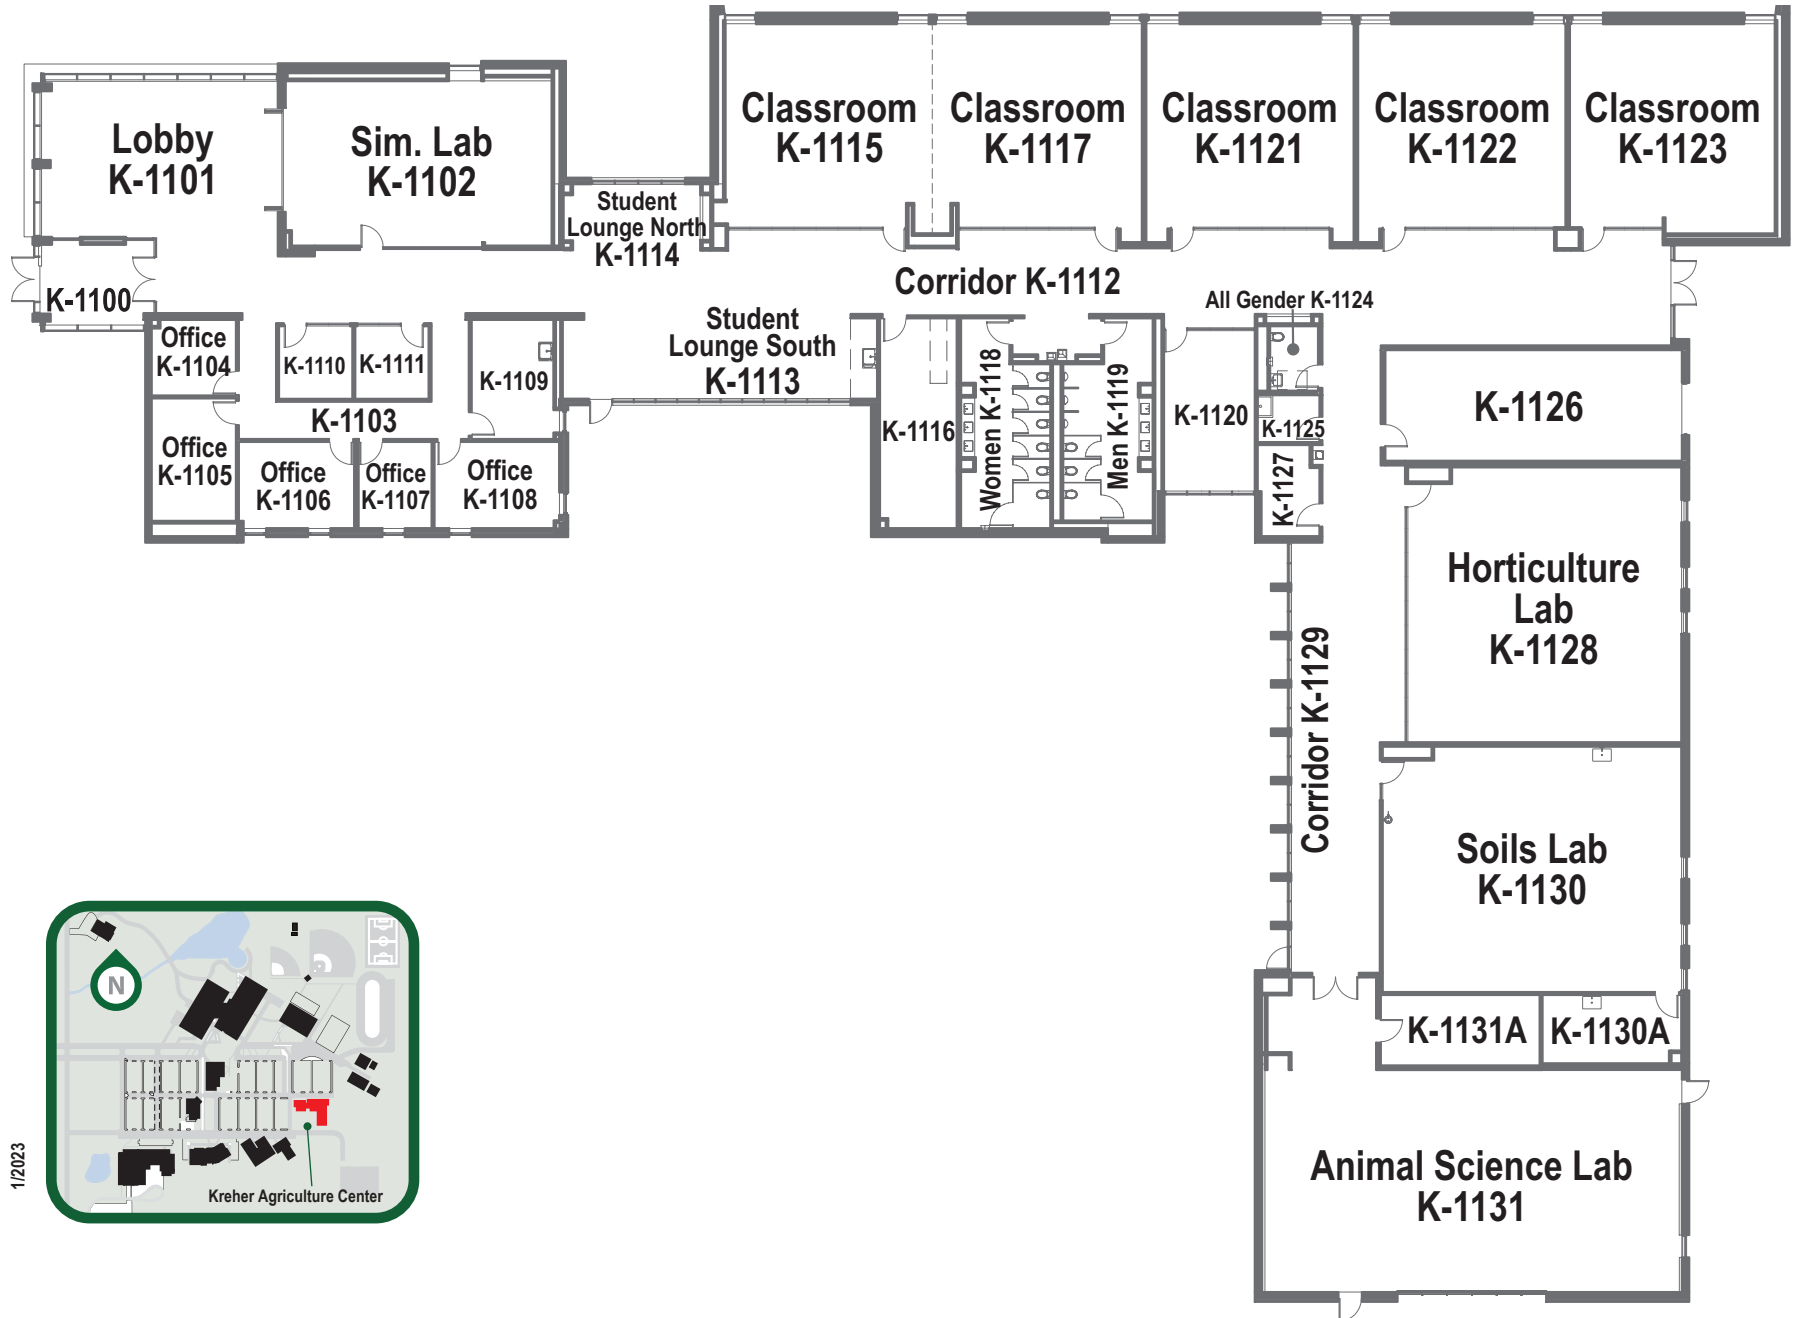 Classroom
K-1115
Classroom
K-1117
Classroom
K-1121
Classroom
K-1122
Classroom
K-1123
Lobby
K-1101
Sim. Lab
K-1102
Student
Lounge North
K-1114
K-1100
Corridor K-1112
All Gender K-1124
Office
K-1104
K-1110
K-1111
K-1109
Student
Lounge South
K-1113
K-1103
Office
K-1105
Office
K-1106
Office
K-1107
Office
K-1108
K-1116
Women K-1118
Men K-1119
K-1120
K-1125
K-1127
K-1126
Horticulture
Lab
K-1128
Corridor K-1129
Soils Lab
K-1130
K-1131A
K-1130A
Animal Science Lab
K-1131
N
Kreher Agriculture Center
1/2023